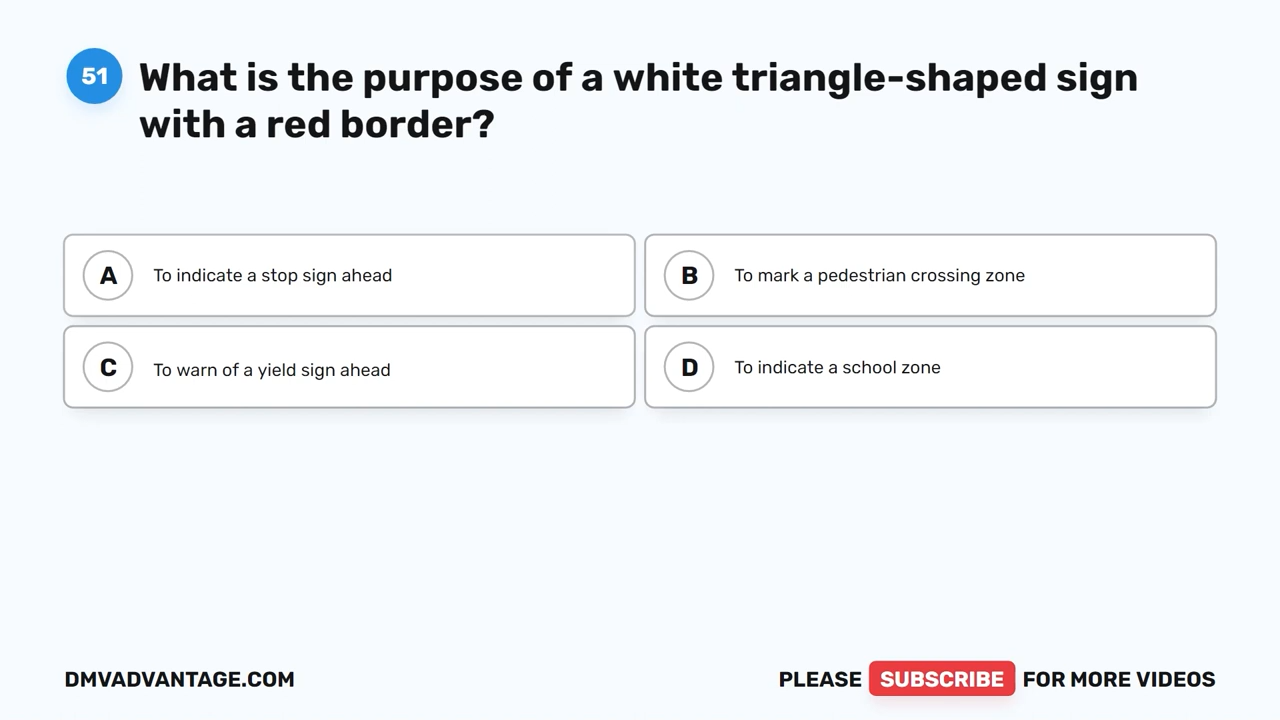 51
What is the purpose of a white triangle-shaped sign
with a red border?
A To indicate a stop sign ahead
B To mark a pedestrian crossing zone
C To warn of a yield sign ahead
D To indicate a school zone
DMVADVANTAGE.COM
PLEASE SUBSCRIBE FOR MORE VIDEOS